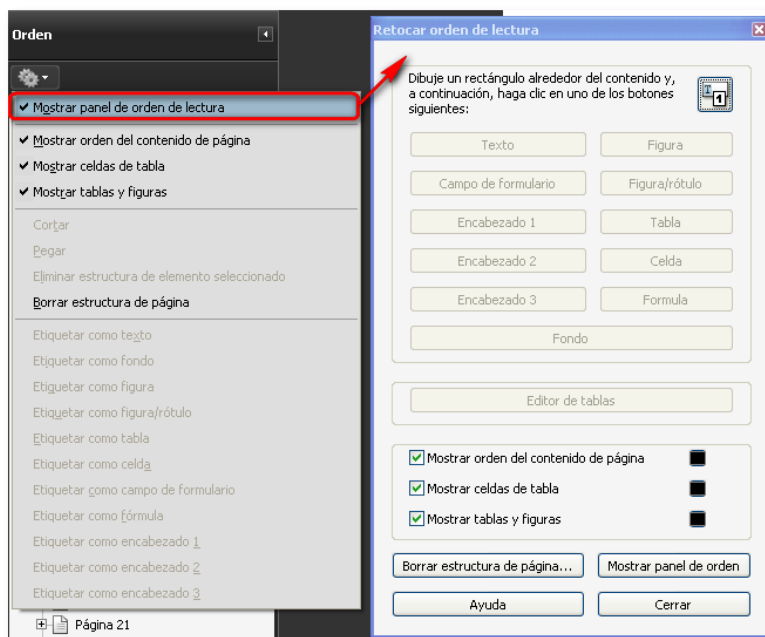 Orden
Mostrar panel de orden de lectura
Mostrar orden del contenido de página
Mostrar celdas de tabla
Mostrar tablas y figuras
Cortar
Pegar
Eliminar estructura de elemento seleccionado
Borrar estructura de página
Etiquetar como texto
Etiquetar como fondo
Etiquetar como figura
Etiquetar como figura/rótulo
Etiquetar como tabla
Etiquetar como celda
Etiquetar como campo de formulario
Etiquetar como fórmula
Etiquetar como encabezado 1
Etiquetar como encabezado 2
Etiquetar como encabezado 3
Página 21
Retocar orden de lectura
Dibuje un rectángulo alrededor del contenido y,
a continuación, haga clic en uno de los botones
siguientes:
Texto
Figura
Campo de formulario
Figura/rótulo
Encabezado 1
Tabla
Encabezado 2
Celda
Encabezado 3
Formula
Fondo
Editor de tablas
Mostrar orden del contenido de página
Mostrar celdas de tabla
Mostrar tablas y figuras
Borrar estructura de página...
Mostrar panel de orden
Ayuda
Cerrar